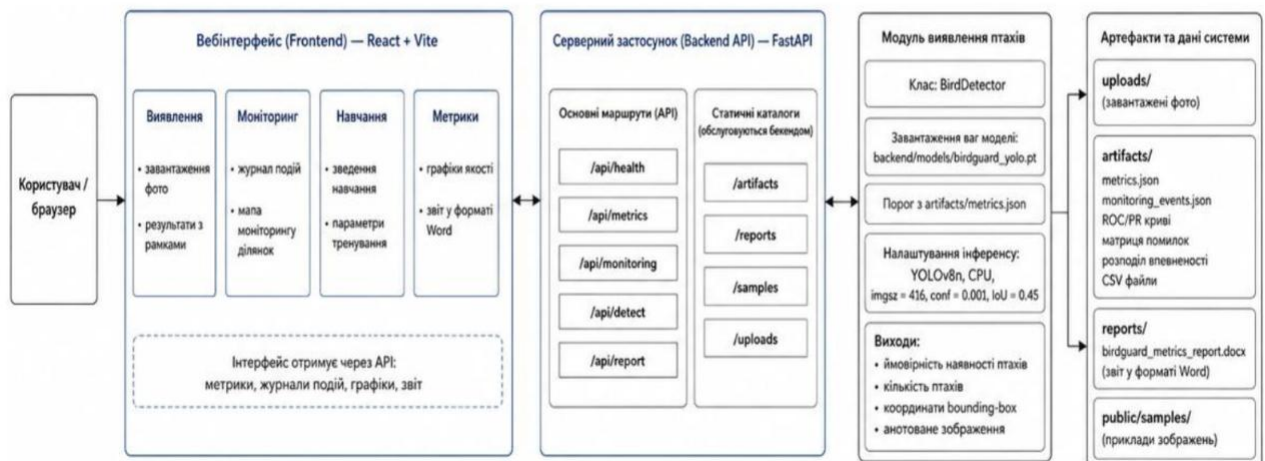 Користувач /
браузер
Вебінтерфейс (Frontend) — React + Vite
Виявлення
• завантаження
фото
• результати з
рамками
Моніторинг
• журнал подій
• мапа
моніторингу
ділянок
Навчання
• зведення
навчання
• параметри
тренування
Метрики
• графіки якості
• звіт у форматі
Word
Інтерфейс отримує через API:
метрики, журнали подій, графіки, звіт
Серверний застосунок (Backend API) — FastAPI
Основні маршрути (API)
/api/health
/api/metrics
/api/monitoring
/api/detect
/api/report
Статичні каталоги
(обслуговуються бекендом)
/artifacts
/reports
/samples
/uploads
Модуль виявлення птахів
Клас: BirdDetector
Завантаження ваг моделі:
backend/models/birdguard_yolo.pt
Порог з artifacts/metrics.json
Налаштування інференсу:
YOLOv8n, CPU,
imgsz = 416, conf = 0.001, IoU = 0.45
Виходи:
• ймовірність наявності птахів
• кількість птахів
• координати bounding-box
• анотоване зображення
Артефакти та дані системи
uploads/
(завантажені фото)
artifacts/
metrics.json
monitoring_events.json
ROC/PR криві
матриця помилок
розподіл впевненості
CSV файли
reports/
birdguard_metrics_report.docx
(звіт у форматі Word)
public/samples/
(приклади зображень)